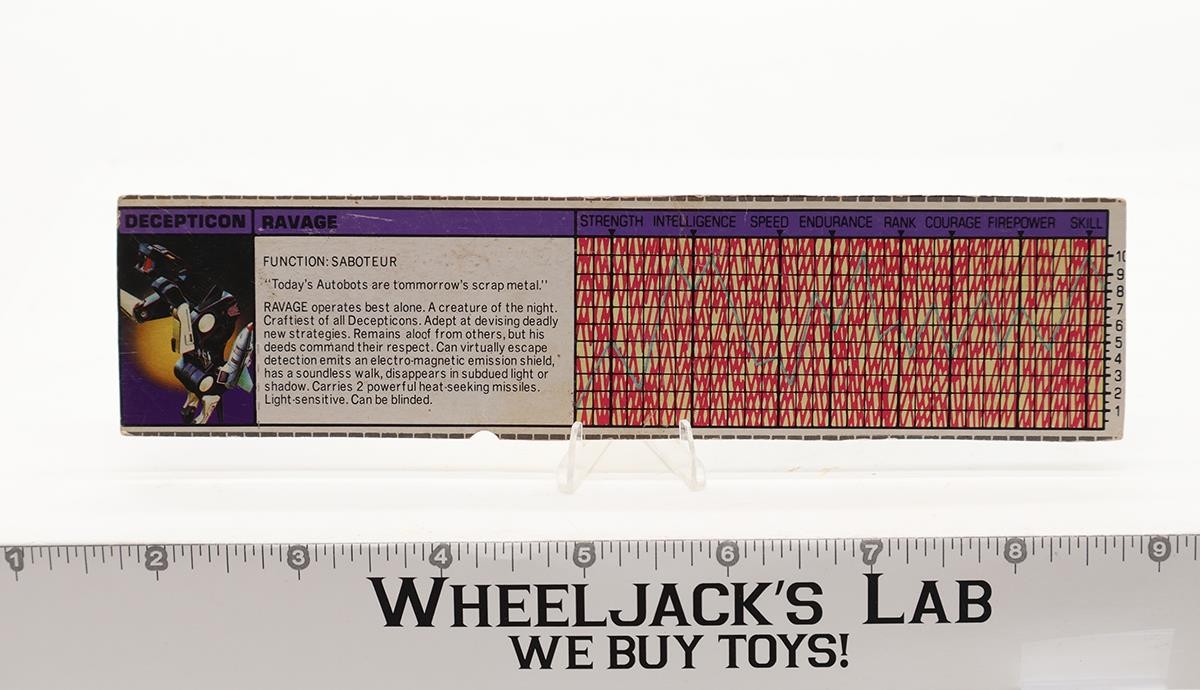 DECEPTICON RAVAGE STRENGTH INTELLIGENCE SPEED ENDURANCE RANK COURAGE FIREPOWER SKILL
FUNCTION: SABOTEUR
"Today's Autobots are tommorrow's scrap metal."
RAVAGE operates best alone. A creature of the night.
Craftiest of all Decepticons. Adept at devising deadly
new strategies. Remains aloof from others, but his
deeds command their respect. Can virtually escape
detection emits an electro-magnetic emission shield,
has a soundless walk, disappears in subdued light or
shadow. Carries 2 powerful heat-seeking missiles.
Light-sensitive. Can be blinded.
10
9
8
7
6
5
4
3
2
1
1 2 3 4 5 6 7 8 9
WHEELJACK'S LAB
WE BUY TOYS!